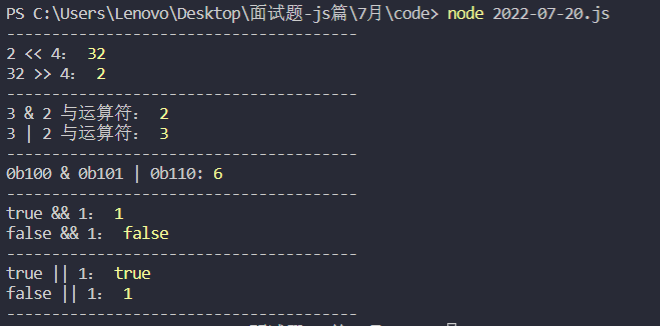 PS C:\Users\Lenovo\Desktop\面试题-js篇\7月\code> node 2022-07-20.js
-------------------------------------
2 << 4： 32
32 >> 4： 2
-------------------------------------
3 & 2 与运算符： 2
3 | 2 与运算符： 3
-------------------------------------
0b100 & 0b101 | 0b110: 6
-------------------------------------
true && 1： 1
false && 1： false
-------------------------------------
true || 1： true
false || 1： 1
-------------------------------------